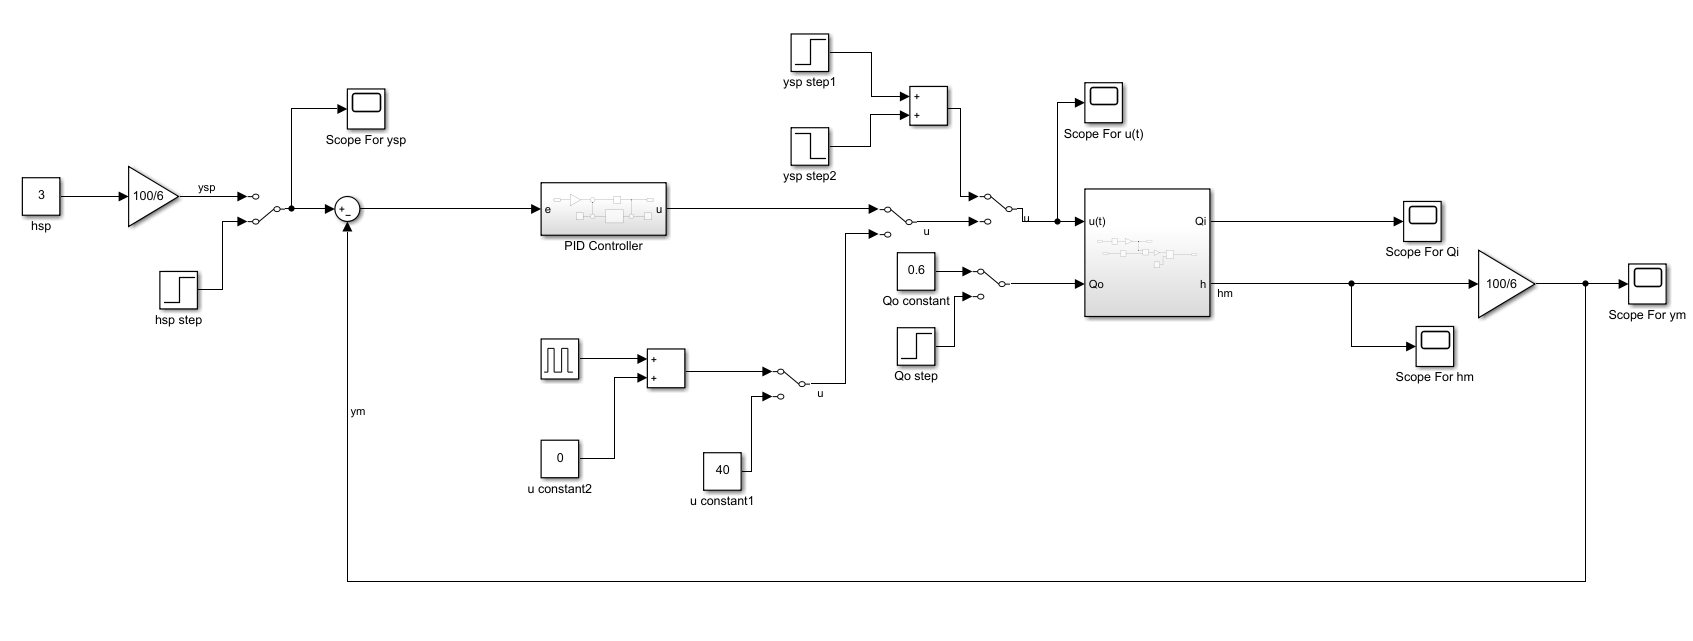 ysp step1
+
+
ysp step2
Scope For ysp
Scope For u(t)
3
hsp
100/6
ysp
+
−
e
u
PID Controller
u
u
u(t)
Qi
Qo
h
hm
Scope For Qi
hsp step
0.6
Qo constant
Qo step
100/6
Scope For ym
Scope For hm
+
+
u
ym
0
u constant2
40
u constant1